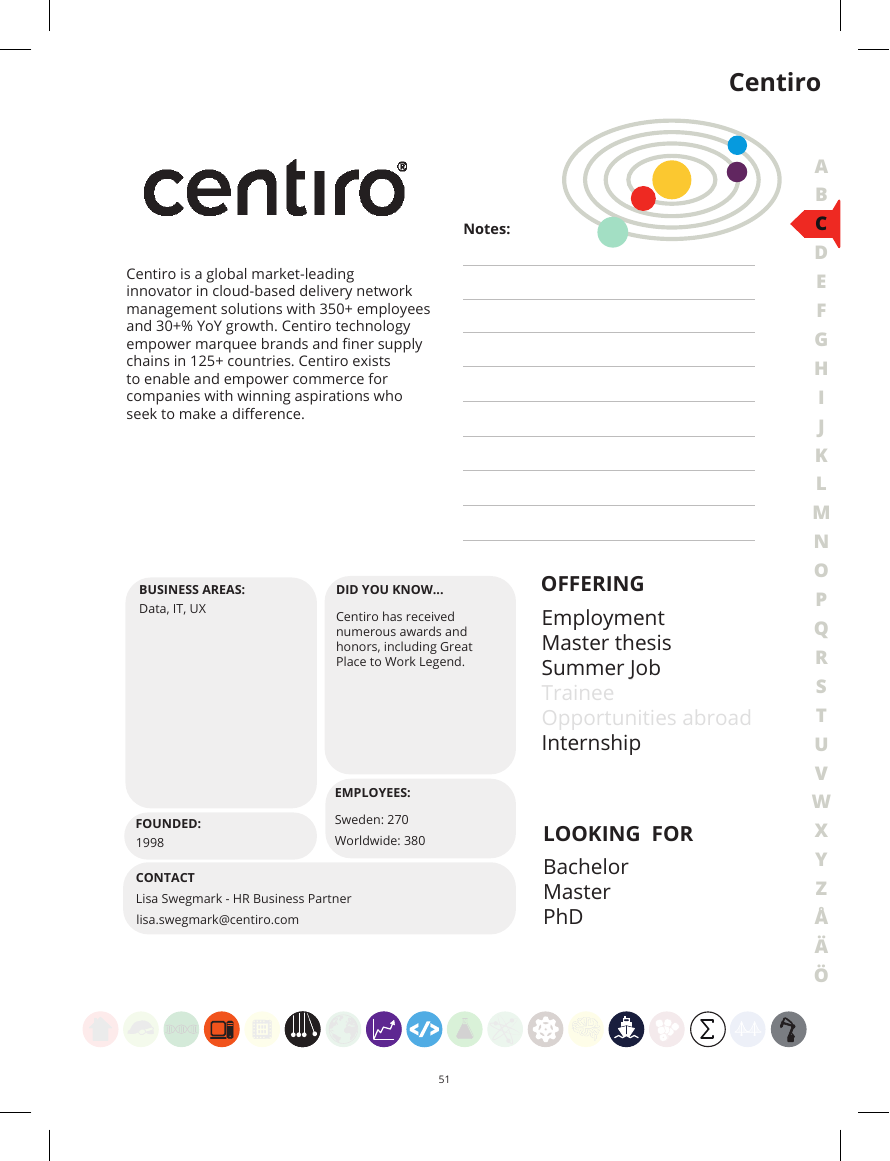 Centiro
centiro®
Notes:
Centiro is a global market-leading
innovator in cloud-based delivery network
management solutions with 350+ employees
and 30+% YoY growth. Centiro technology
empower marquee brands and finer supply
chains in 125+ countries. Centiro exists
to enable and empower commerce for
companies with winning aspirations who
seek to make a difference.
BUSINESS AREAS:
Data, IT, UX
DID YOU KNOW...
Centiro has received
numerous awards and
honors, including Great
Place to Work Legend.
EMPLOYEES:
Sweden: 270
Worldwide: 380
FOUNDED:
1998
CONTACT
Lisa Swegmark - HR Business Partner
lisa.swegmark@centiro.com
OFFERING
Employment
Master thesis
Summer Job
Trainee
Opportunities abroad
Internship
LOOKING FOR
Bachelor
Master
PhD
A
B
C
D
E
F
G
H
I
J
K
L
M
N
O
P
Q
R
S
T
U
V
W
X
Y
Z
Å
Ä
Ö
</> Σ
51